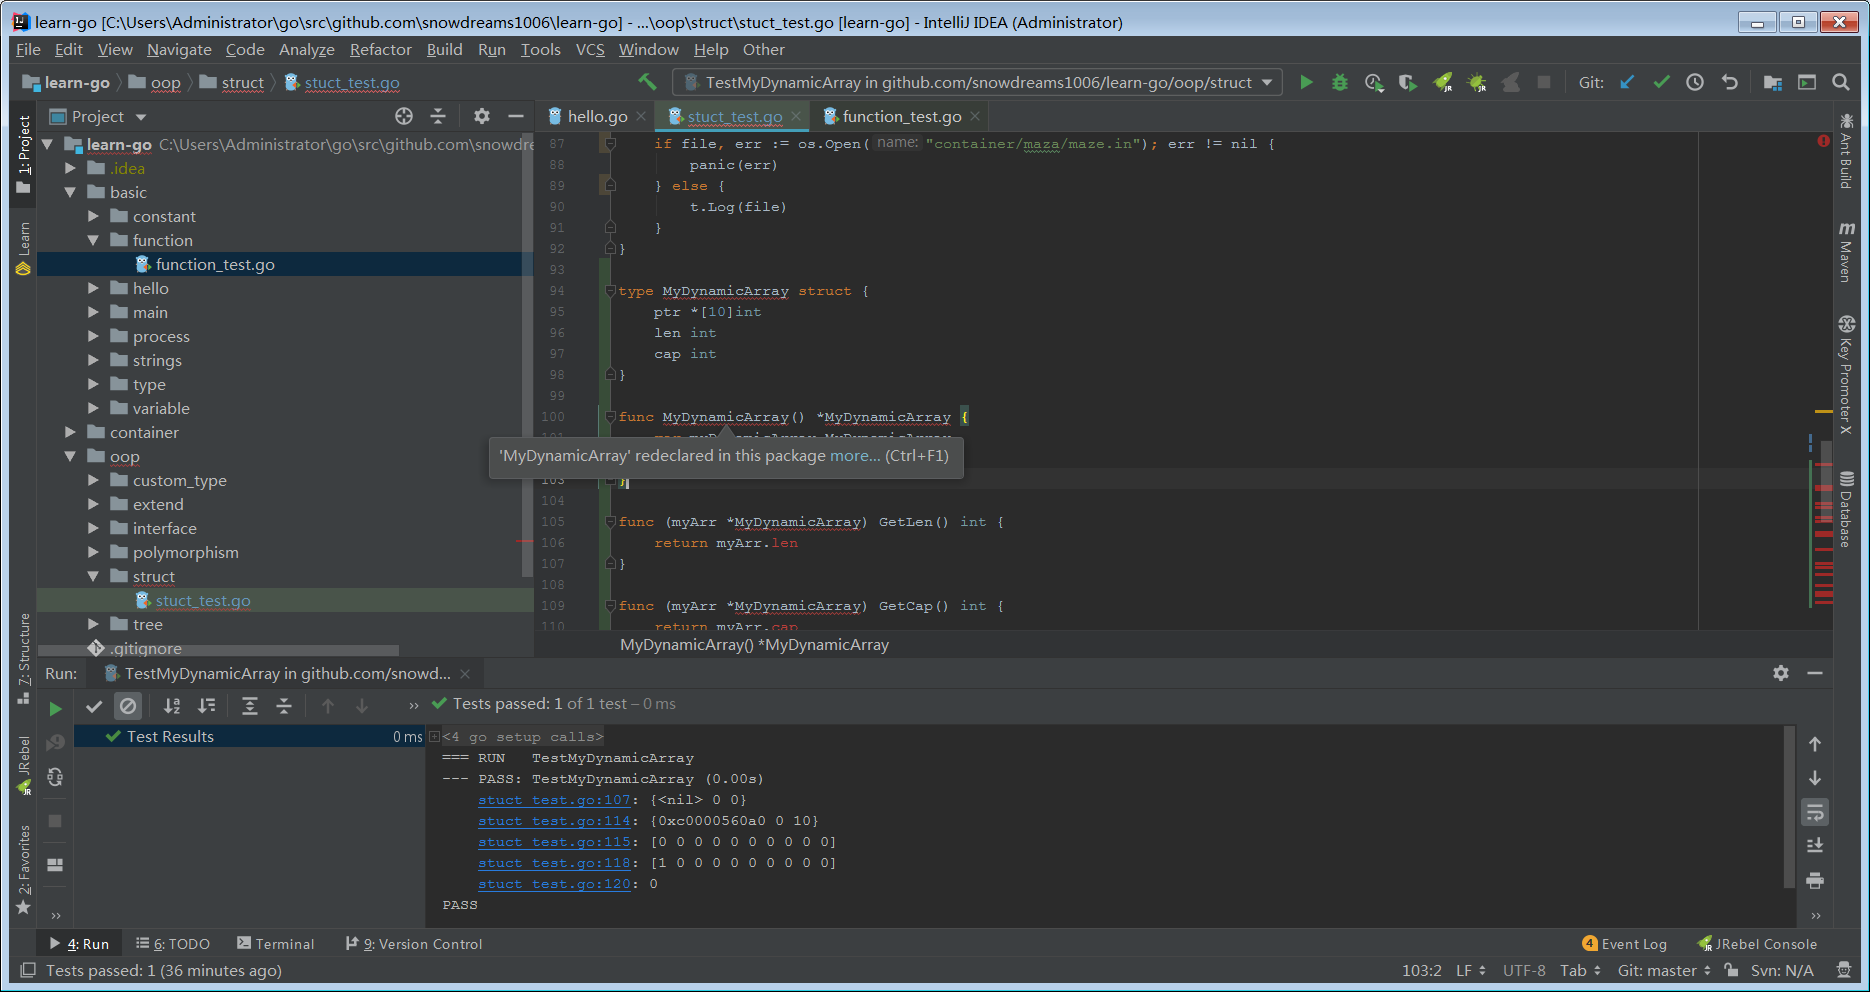 learn-go [C:\Users\Administrator\go\src\github.com\snowdreams1006\learn-go] - ...\oop\struct\stuct_test.go [learn-go] - IntelliJ IDEA (Administrator)
File Edit View Navigate Code Analyze Refactor Build Run Tools VCS Window Help Other
learn-go oop struct stuct_test.go
TestMyDynamicArray in github.com/snowdreams1006/learn-go/oop/struct
Git:
1: Project
Learn
Z: Structure
JRebel
2: Favorites
Project
learn-go C:\Users\Administrator\go\src\github.com\snowdre
.idea
basic
constant
function
function_test.go
hello
main
process
strings
type
variable
container
oop
custom_type
extend
interface
polymorphism
struct
stuct_test.go
tree
.gitignore
hello.go stuct_test.go function_test.go
87 if file, err := os.Open( name: "container/maza/maze.in"); err != nil {
88 panic(err)
89 } else {
90 t.Log(file)
91 }
92 }
93
94 type MyDynamicArray struct {
95 ptr *[10]int
96 len int
97 cap int
98 }
99
100 func MyDynamicArray() *MyDynamicArray {
'MyDynamicArray' redeclared in this package more... (Ctrl+F1)
103 }
104
105 func (myArr *MyDynamicArray) GetLen() int {
106 return myArr.len
107 }
108
109 func (myArr *MyDynamicArray) GetCap() int {
110 return myArr.cap
MyDynamicArray() *MyDynamicArray
Ant Build
m Maven
Key Promoter X
Database
Run: TestMyDynamicArray in github.com/snowd...
Tests passed: 1 of 1 test – 0 ms
Test Results 0 ms
<4 go setup calls>
=== RUN TestMyDynamicArray
--- PASS: TestMyDynamicArray (0.00s)
stuct_test.go:107: {<nil> 0 0}
stuct_test.go:114: {0xc0000560a0 0 10}
stuct_test.go:115: [0 0 0 0 0 0 0 0 0 0]
stuct_test.go:118: [1 0 0 0 0 0 0 0 0 0]
stuct_test.go:120: 0
PASS
4: Run 6: TODO Terminal 9: Version Control
4 Event Log JRebel Console
Tests passed: 1 (36 minutes ago)
103:2 LF UTF-8 Tab Git: master Svn: N/A